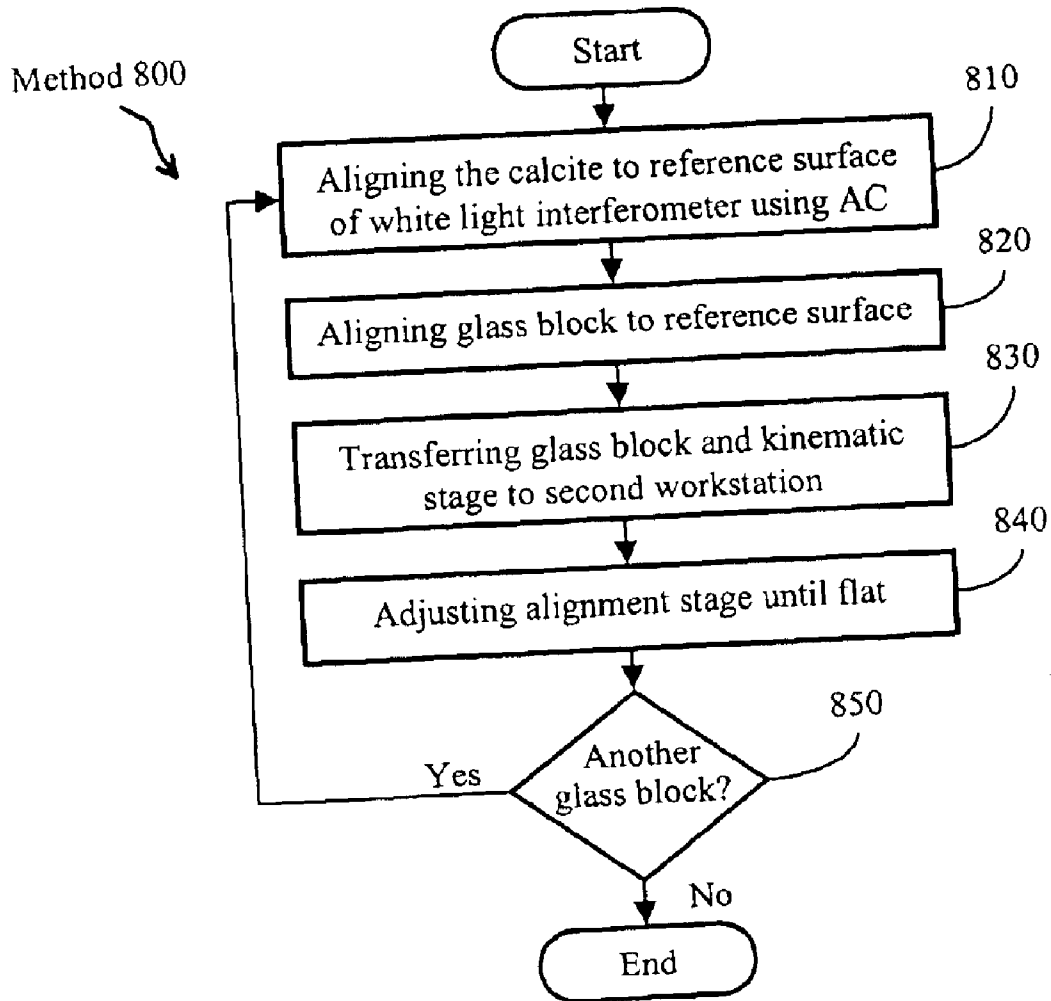 Start
Method 800
810
Aligning the calcite to reference surface
of white light interferometer using AC
820
Aligning glass block to reference surface
830
Transferring glass block and kinematic
stage to second workstation
840
Adjusting alignment stage until flat
850
Another
glass block?
Yes
No
End